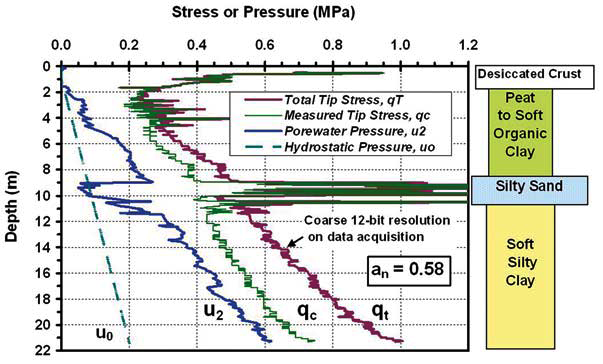 Stress or Pressure (MPa)
0.0 0.2 0.4 0.6 0.8 1.0 1.2
Depth (m)
0
2
4
6
8
10
12
14
16
18
20
22
Total Tip Stress, qT
Measured Tip Stress, qc
Porewater Pressure, u2
Hydrostatic Pressure, uo
Coarse 12-bit resolution
on data acquisition
an = 0.58
u0
u2
qc
qt
Desiccated Crust
Peat
to Soft
Organic
Clay
Silty Sand
Soft
Silty
Clay